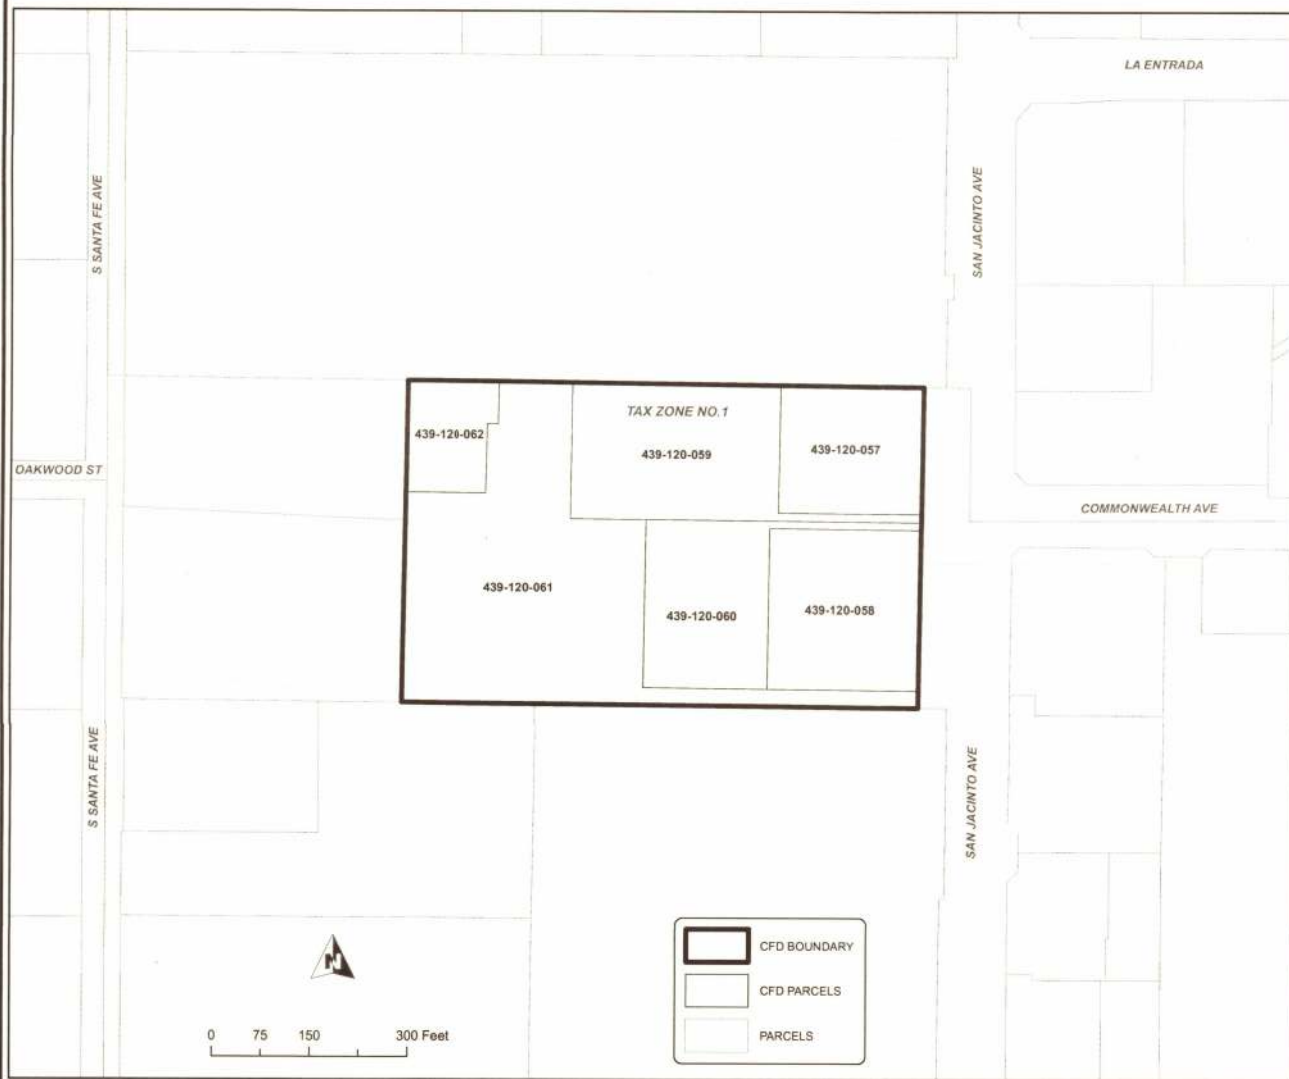 LA ENTRADA
S SANTA FE AVE
SAN JACINTO AVE
TAX ZONE NO.1
439-120-062
439-120-059
439-120-057
OAKWOOD ST
COMMONWEALTH AVE
439-120-061
439-120-060
439-120-058
S SANTA FE AVE
SAN JACINTO AVE
N
CFD BOUNDARY
CFD PARCELS
PARCELS
0 75 150 300 Feet